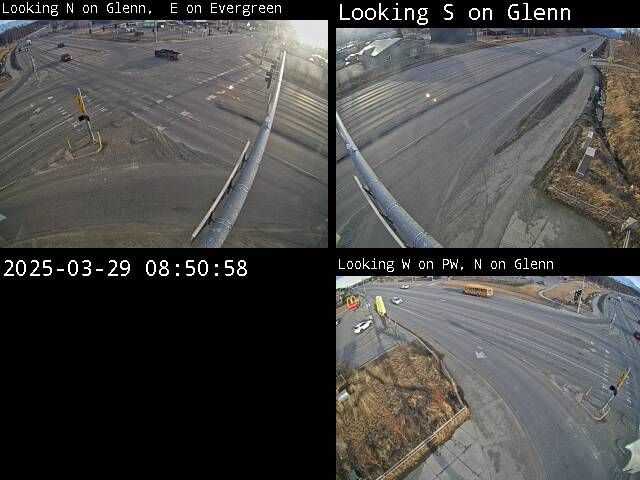 Looking N on Glenn,  E on Evergreen
Looking S on Glenn
2025-03-29 08:50:58
Looking W on PW, N on Glenn